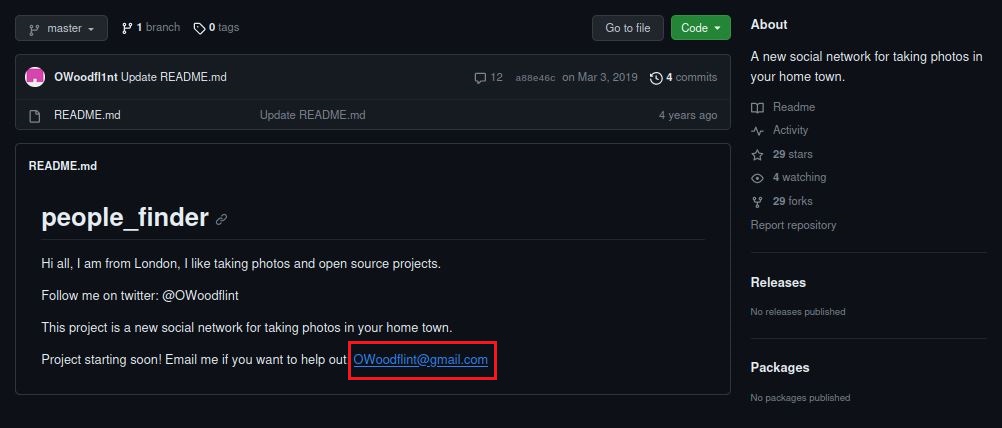 master
1 branch
0 tags
Go to file
Code
OWoodfl1nt Update README.md
12 a88e46c on Mar 3, 2019 4 commits
README.md Update README.md 4 years ago
README.md
people_finder
Hi all, I am from London, I like taking photos and open source projects.
Follow me on twitter: @OWoodflint
This project is a new social network for taking photos in your home town.
Project starting soon! Email me if you want to help out OWoodflint@gmail.com
About
A new social network for taking photos in
your home town.
Readme
Activity
29 stars
4 watching
29 forks
Report repository
Releases
No releases published
Packages
No packages published